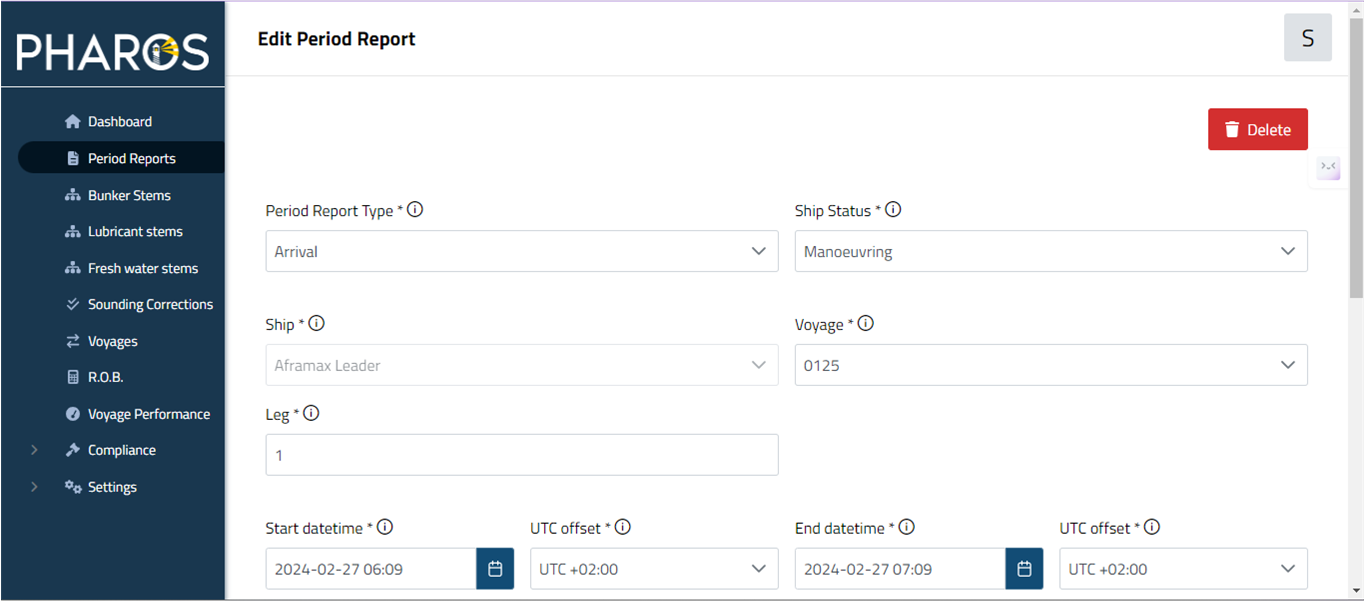 PHAROS
Edit Period Report
S
Dashboard
Period Reports
Bunker Stems
Lubricant stems
Fresh water stems
Sounding Corrections
Voyages
R.O.B.
Voyage Performance
Compliance
Settings
Delete
Period Report Type * Ship Status *
Arrival Manoeuvring
Ship * Voyage *
Aframax Leader 0125
Leg *
1
Start datetime * UTC offset * End datetime * UTC offset *
2024-02-27 06:09 UTC +02:00 2024-02-27 07:09 UTC +02:00